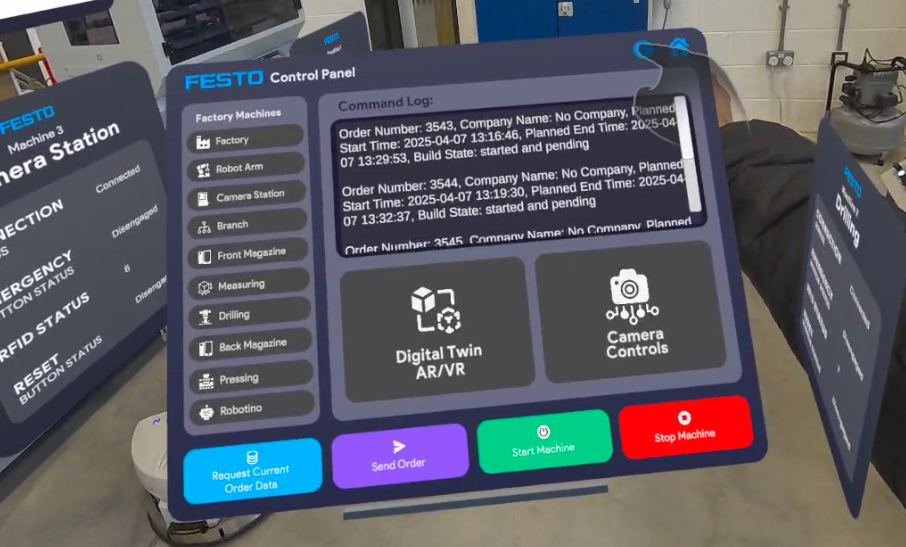 FESTO
Machine 3
Camera Station
Connected
Disengaged
EMERGENCY
BUTTON STATUS
6
RFID STATUS
RESET
BUTTON STATUS
FESTO
FESTO Control Panel
Factory Machines
Factory
Robot Arm
Camera Station
Branch
Front Magazine
Measuring
Drilling
Back Magazine
Pressing
Robotino
Command Log:
Order Number: 3543, Company Name: No Company, Planned
Start Time: 2025-04-07 13:16:46, Planned End Time: 2025-04-
07 13:29:53, Build State: started and pending
Order Number: 3544, Company Name: No Company, Planned
Start Time: 2025-04-07 13:19:30, Planned End Time: 2025-04-
07 13:32:37, Build State: started and pending
Order Number: 3545, Company Name: No Company, Planned
Digital Twin
AR/VR
Camera
Controls
Request Current
Order Data
Send Order
Start Machine
Stop Machine
FESTO
Drilling